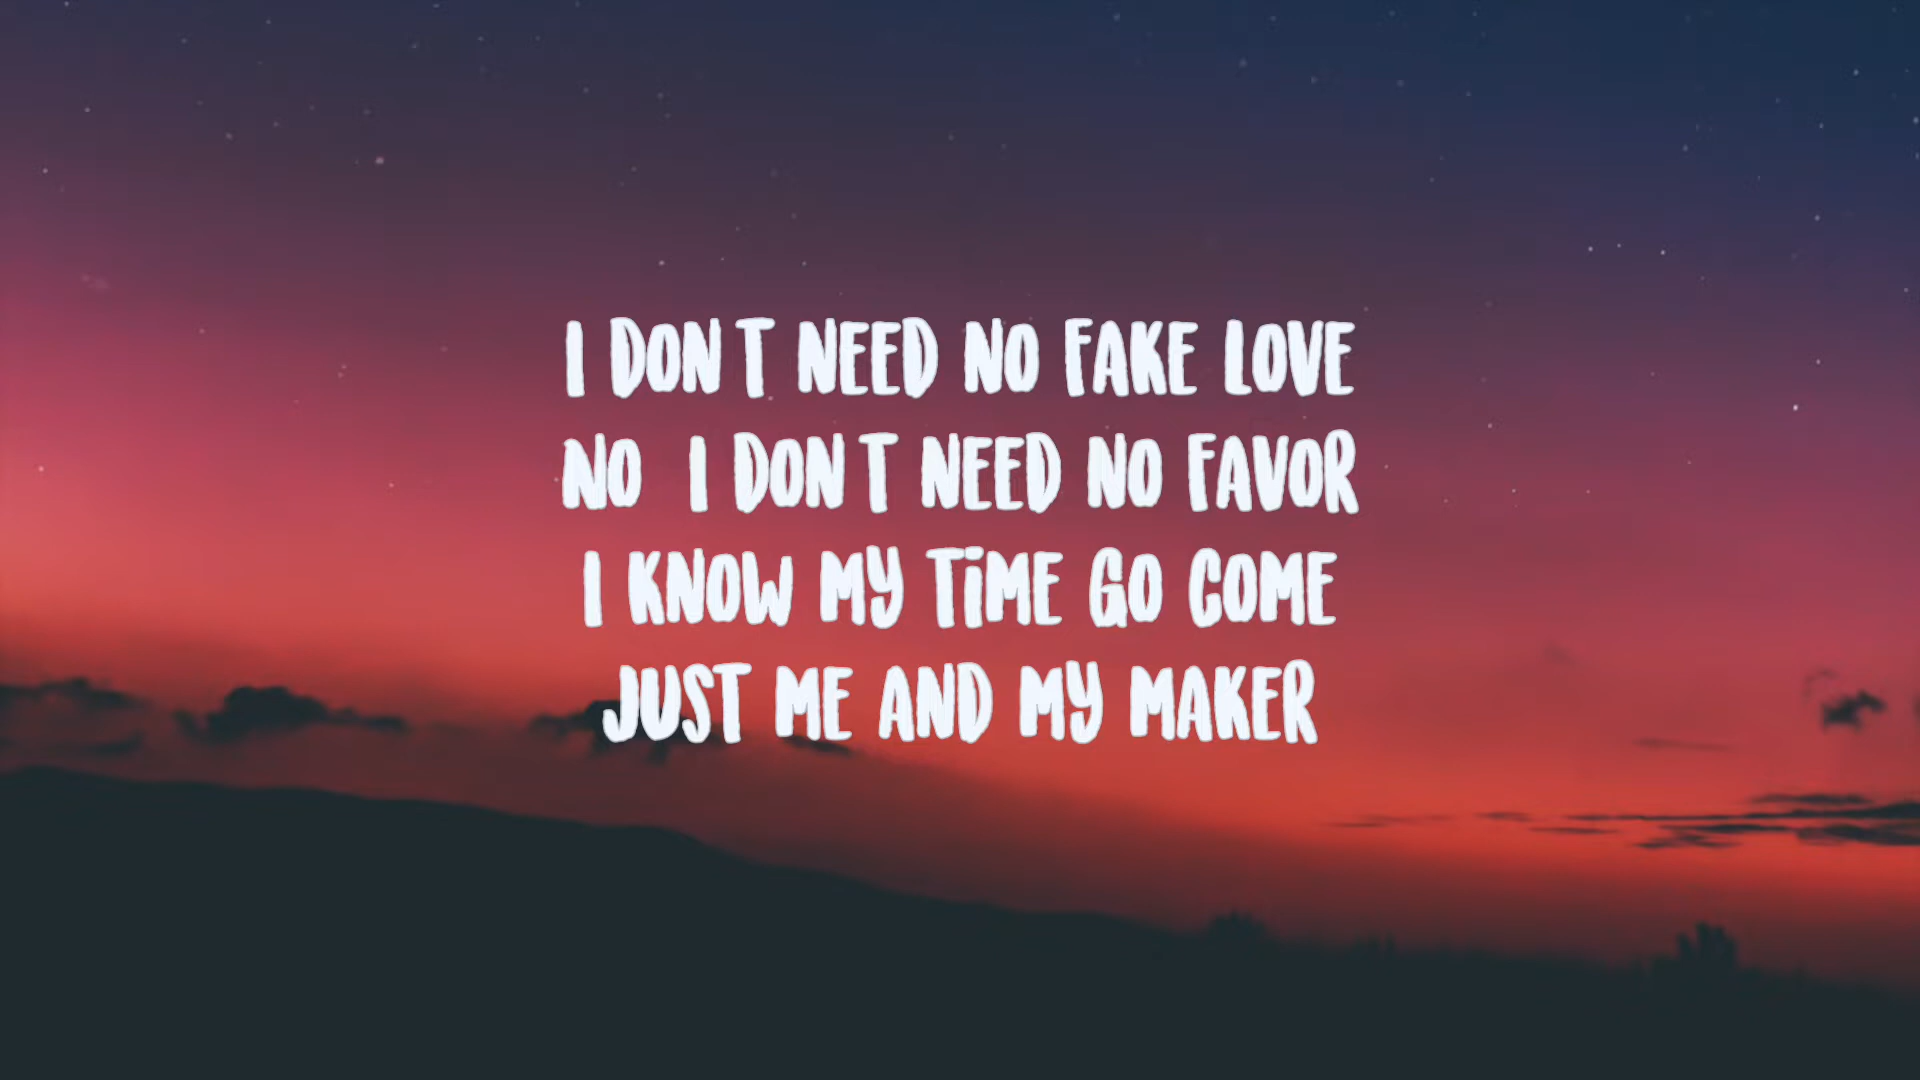 I DON T NEED NO FAKE LOVE
NO I DON T NEED NO FAVOR
I KNOW MY TIME GO COME
JUST ME AND MY MAKER